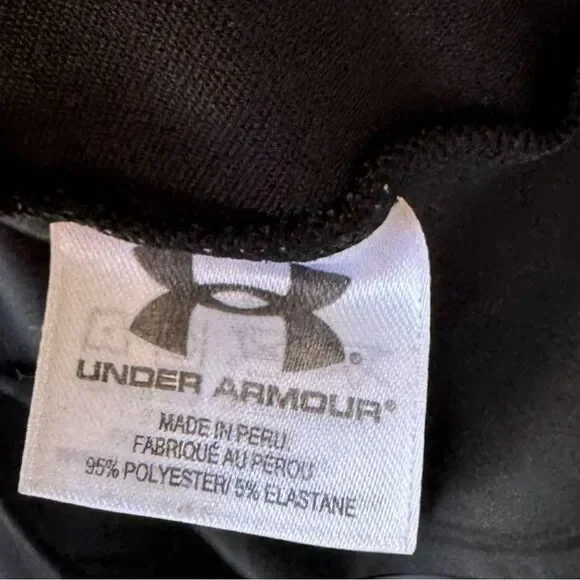 UNDER ARMOUR®
MADE IN PERU
FABRIQUÉ AU PÉROU
95% POLYESTER/ 5% ELASTANE